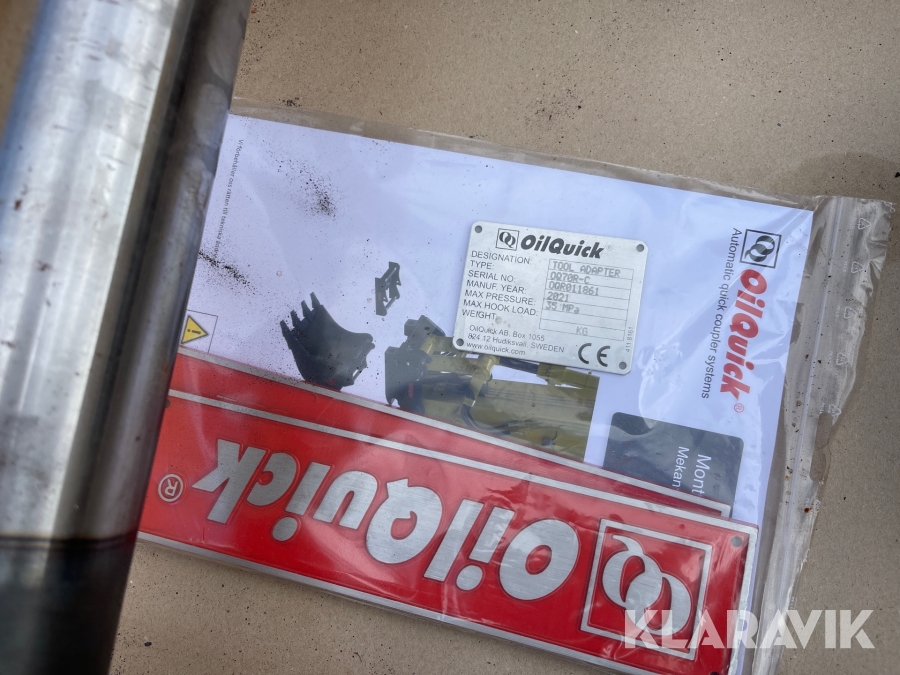 OilQuick
DESIGNATION: TOOL ADAPTER
TYPE: OQ70R-C
SERIAL NO: OQR011861
MANUF. YEAR: 2021
MAX PRESSURE: 35 MPa
MAX HOOK LOAD:
WEIGHT: KG
OilQuick AB, Box 1055
824 12 Hudiksvall, SWEDEN
www.oilquick.com
CE
OilQuick®
Automatic quick coupler systems
Mont
Mekan
OilQuick®
KLARAVIK